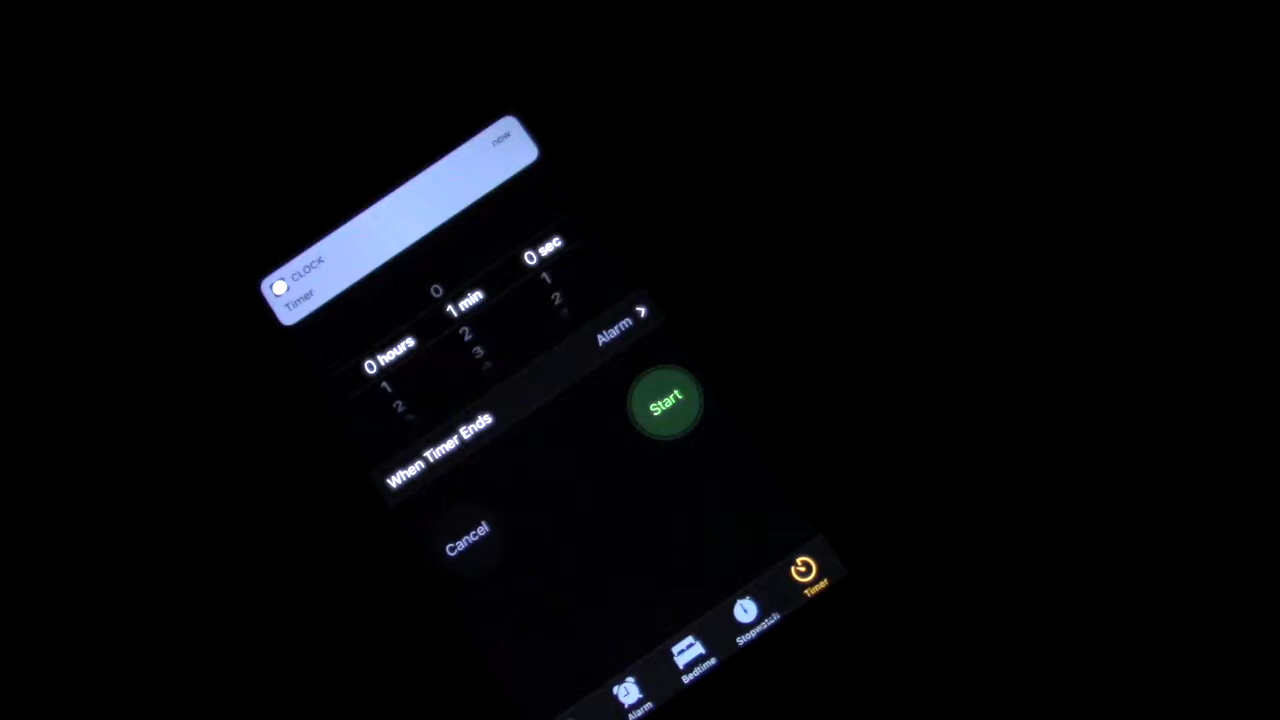 CLOCK now
Timer
0
0 hours 1 min 0 sec
1 2 1
2 3 2
When Timer Ends Alarm
Cancel Start
Alarm Bedtime Stopwatch Timer